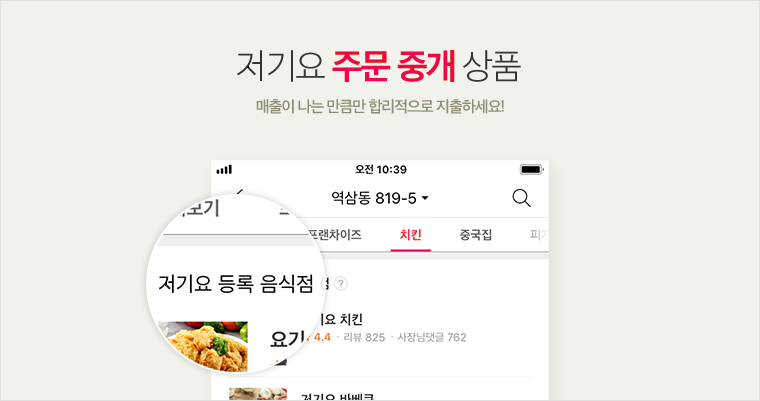 저기요 주문 중개 상품
매출이 나는 만큼만 합리적으로 지출하세요!
오전 10:39
역삼동 819-5
보기
프랜차이즈 치킨 중국집 피자
저기요 등록 음식점 ?
기요 치킨
요기
4.4 · 리뷰 825 · 사장님댓글 762
저기요 바베큐